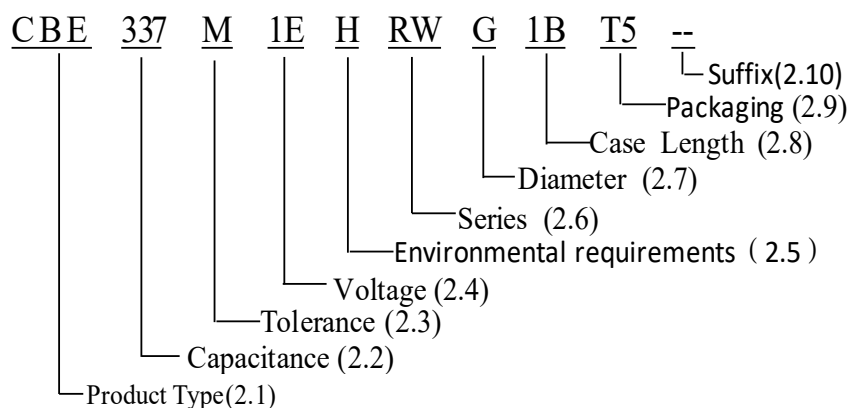 CBE 337 M 1E H RW G 1B T5 --
Suffix(2.10)
Packaging (2.9)
Case Length (2.8)
Diameter (2.7)
Series (2.6)
Environmental requirements（2.5）
Voltage (2.4)
Tolerance (2.3)
Capacitance (2.2)
Product Type(2.1)